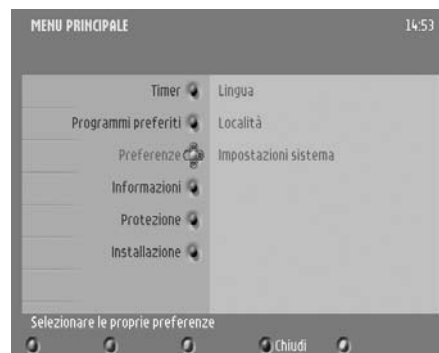 MENU PRINCIPALE 14:53
Timer Lingua
Programmi preferiti Località
Preferenze Impostazioni sistema
Informazioni
Protezione
Installazione
Selezionare le proprie preferenze
Chiudi